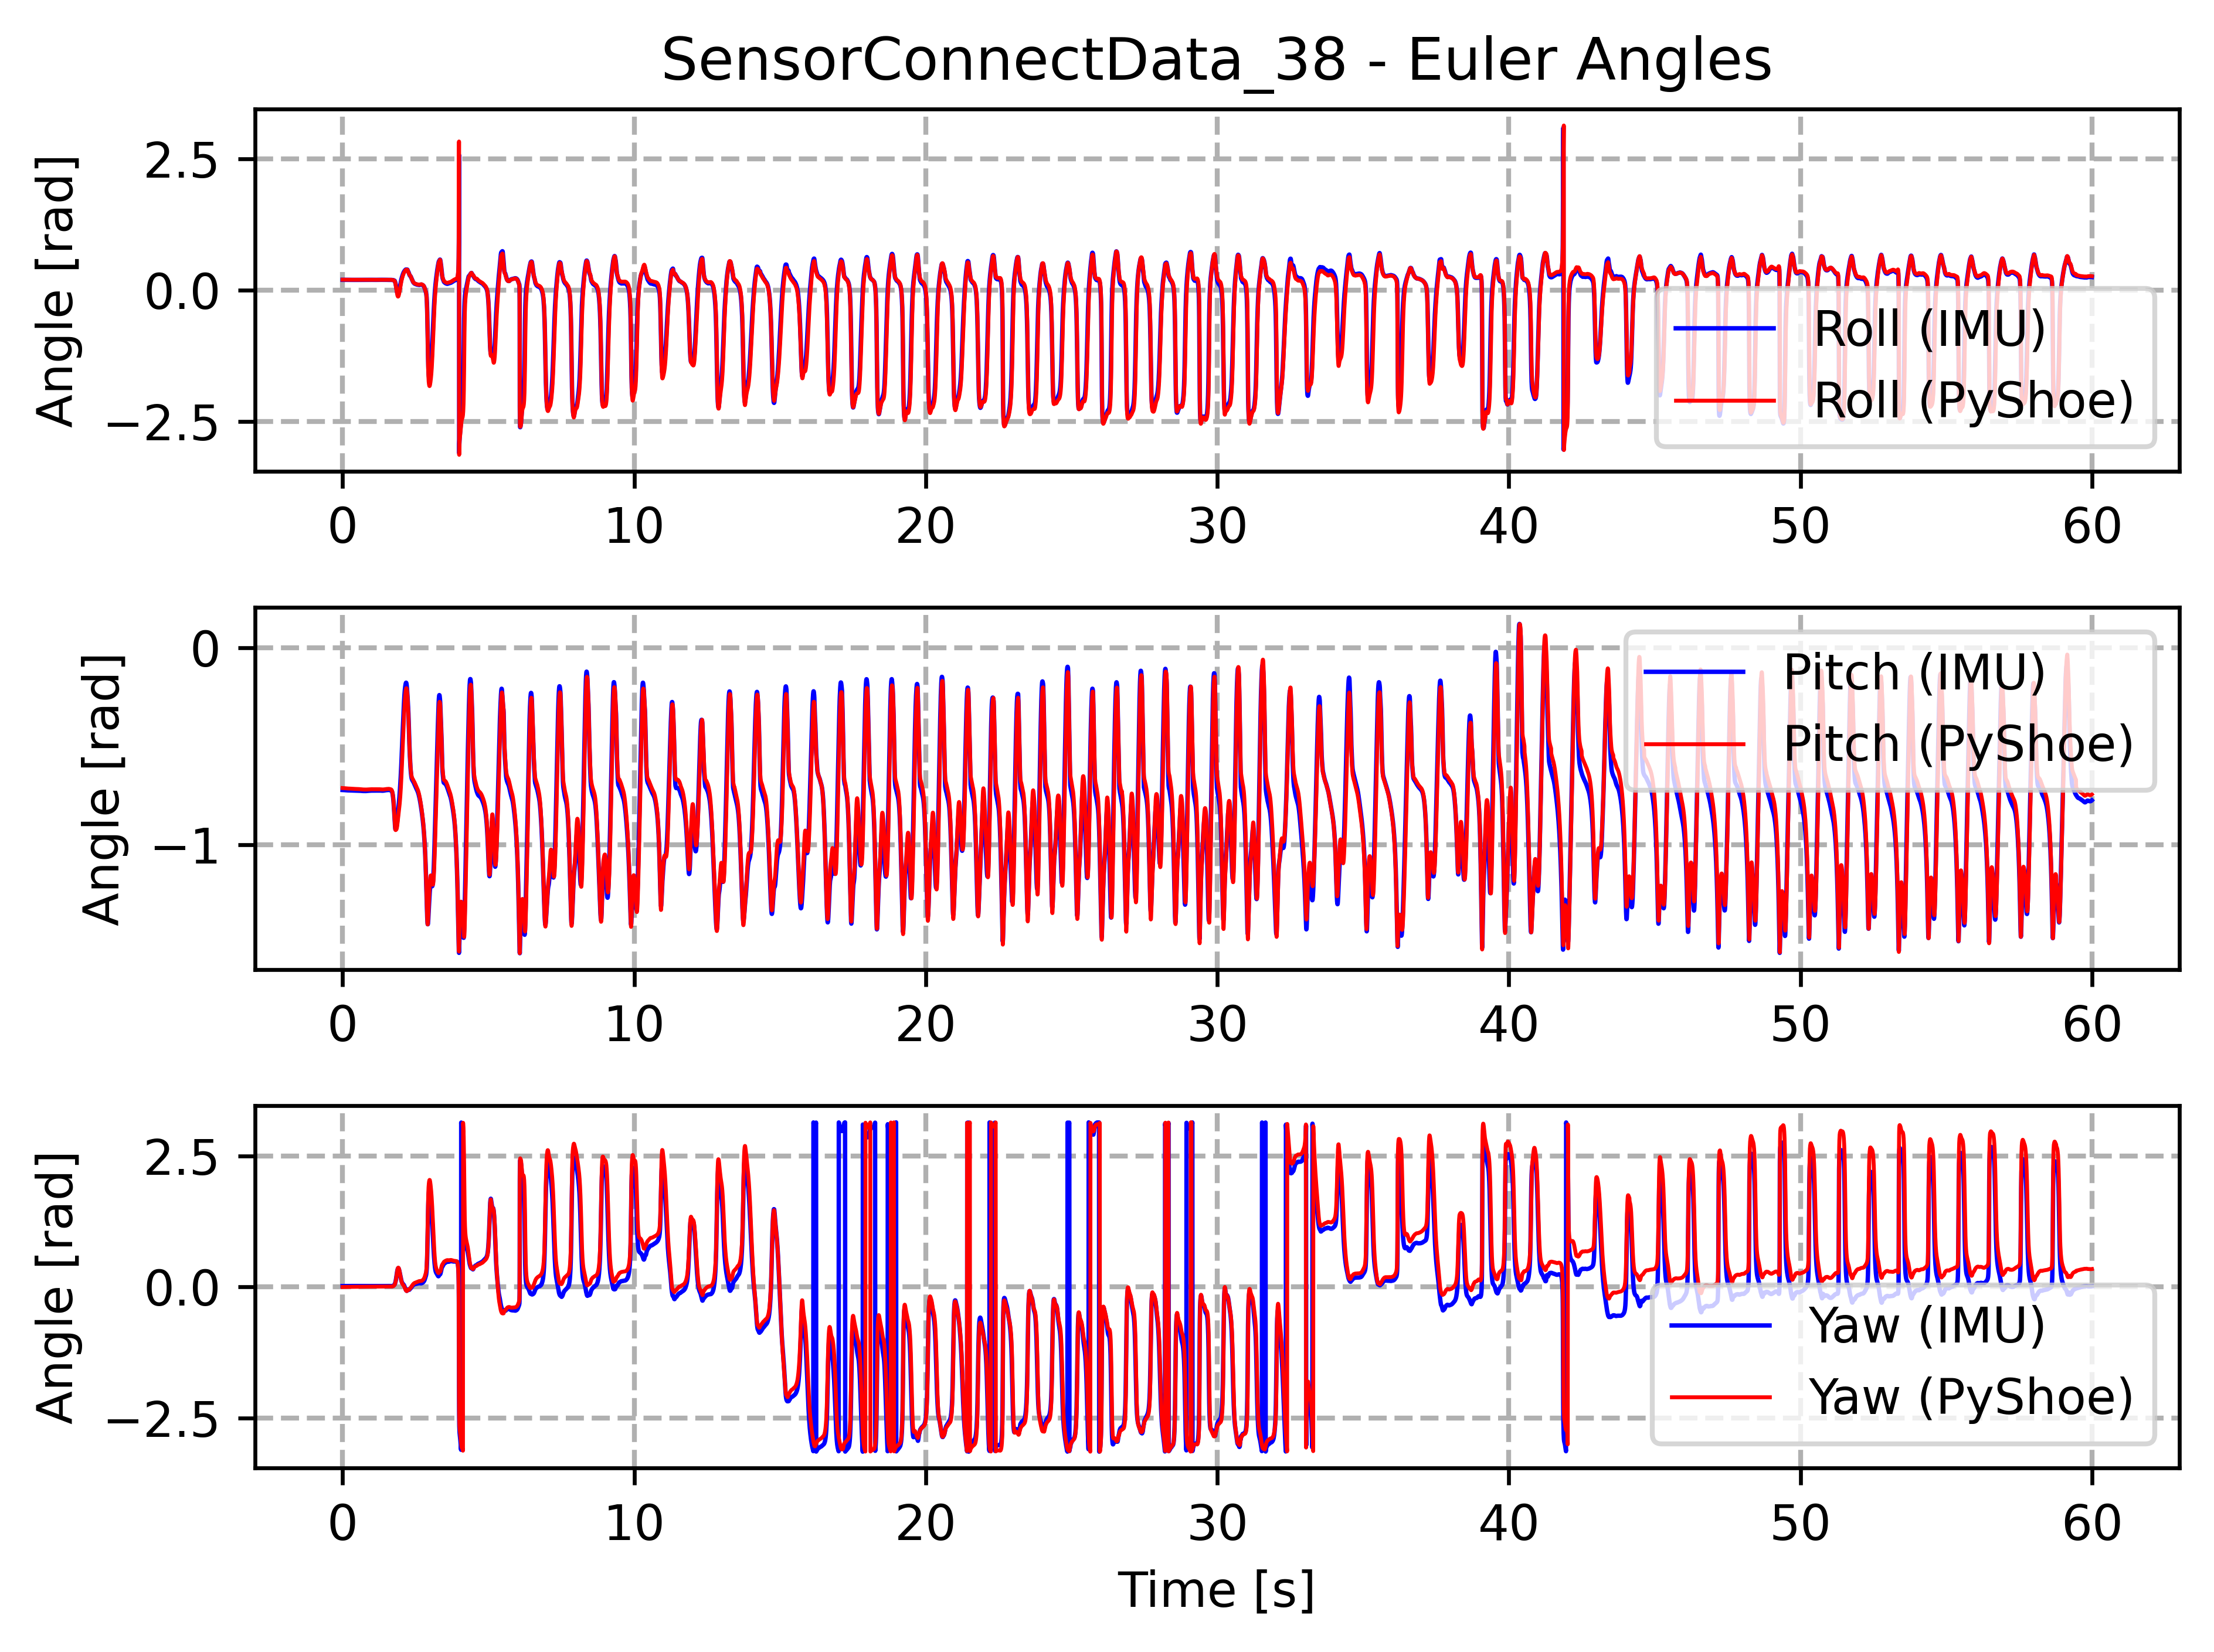 SensorConnectData_38 - Euler Angles
Angle [rad]
2.5
0.0
−2.5
Roll (IMU)
Roll (PyShoe)
0 10 20 30 40 50 60
Angle [rad]
0
−1
Pitch (IMU)
Pitch (PyShoe)
0 10 20 30 40 50 60
Angle [rad]
2.5
0.0
−2.5
Yaw (IMU)
Yaw (PyShoe)
0 10 20 30 40 50 60
Time [s]